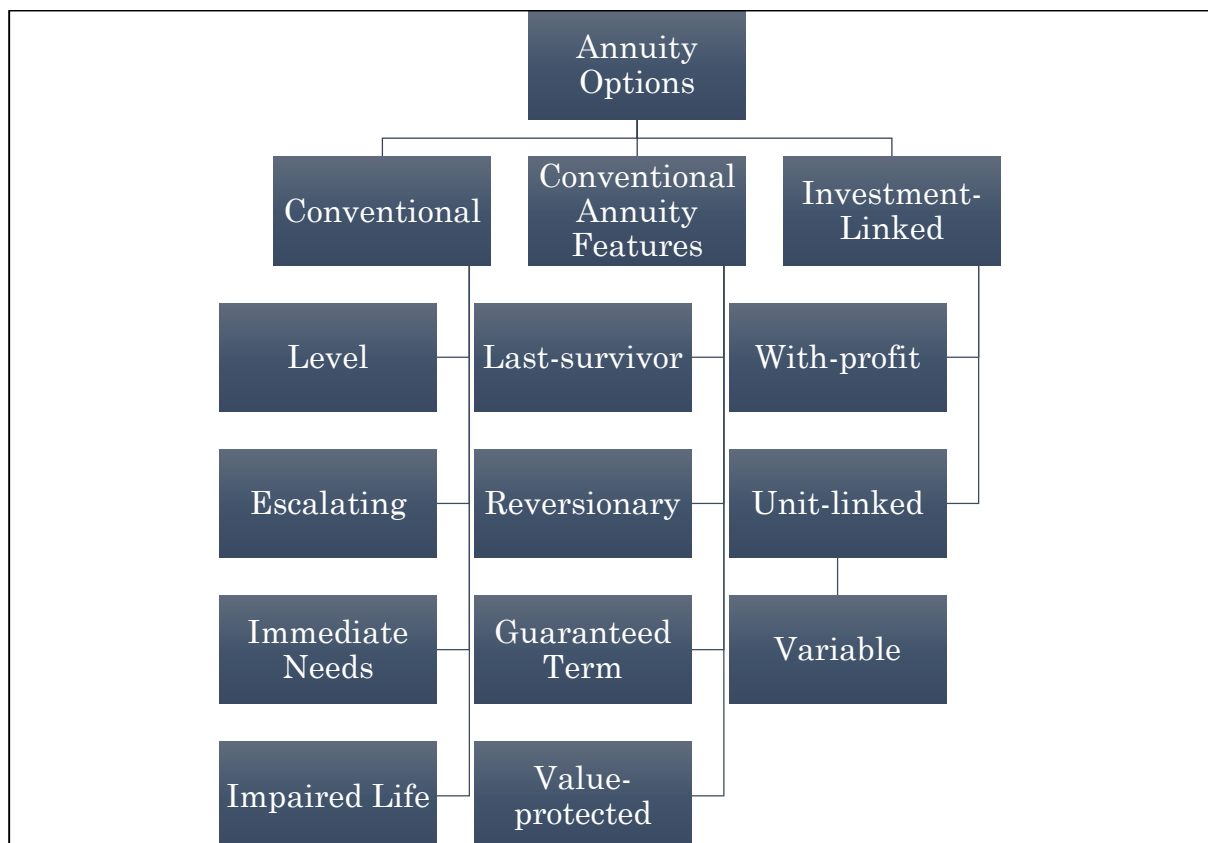 Annuity
Options
Conventional
Conventional
Annuity
Features
Investment-
Linked
Level
Last-survivor
With-profit
Escalating
Reversionary
Unit-linked
Immediate
Needs
Guaranteed
Term
Variable
Impaired Life
Value-
protected